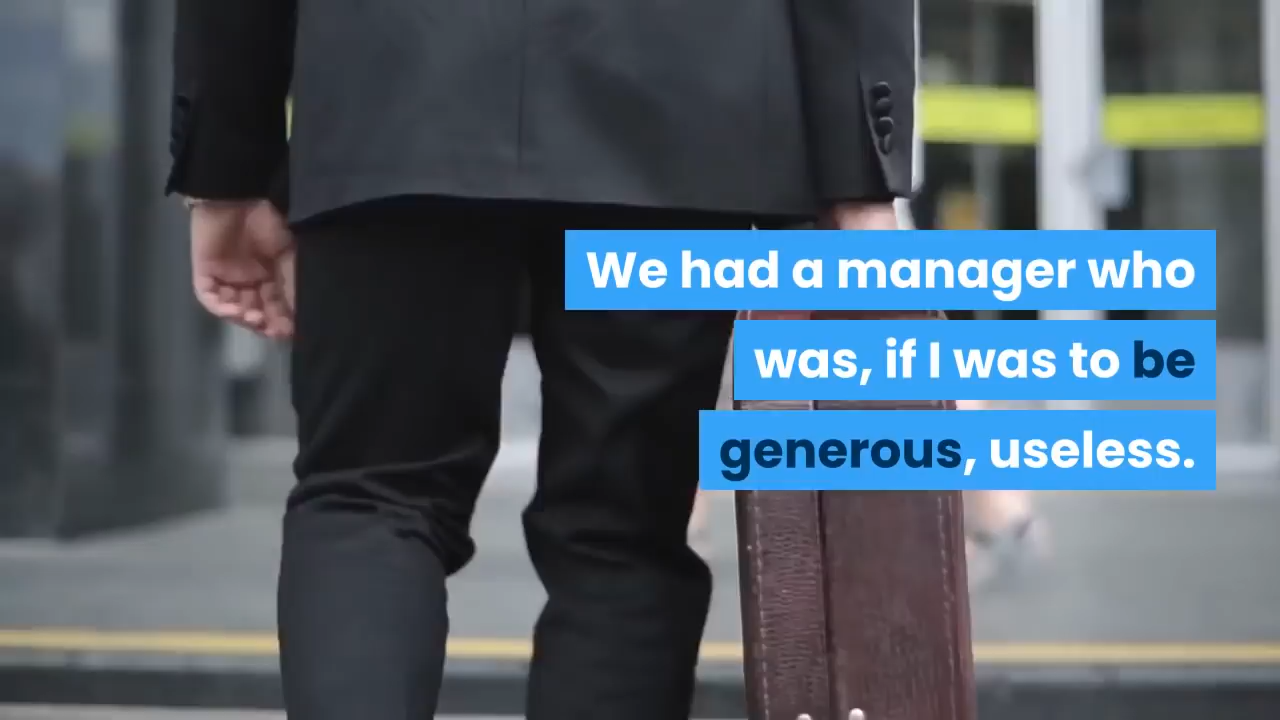 We had a manager who
was, if I was to be
generous, useless.